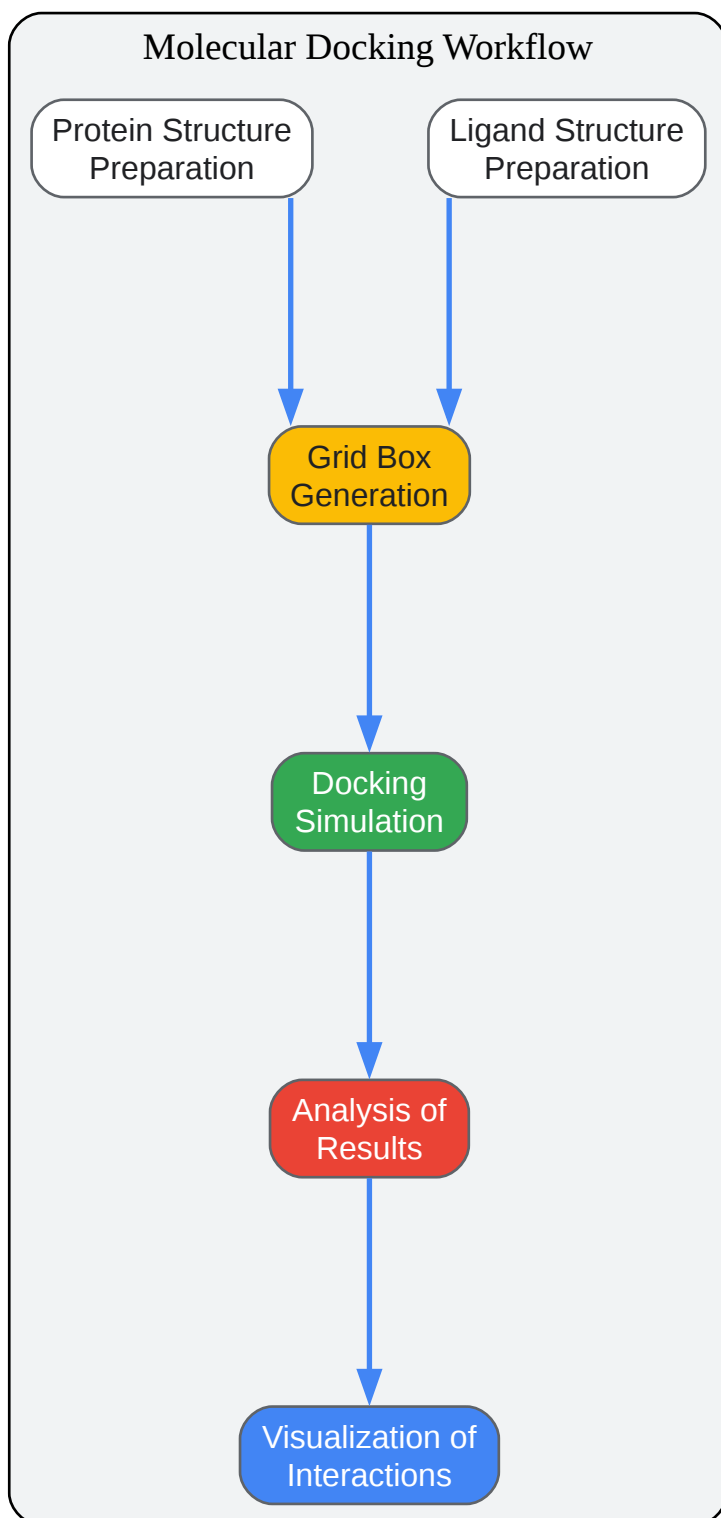 Molecular Docking Workflow
Protein Structure
Preparation
Ligand Structure
Preparation
Grid Box
Generation
Docking
Simulation
Analysis of
Results
Visualization of
Interactions